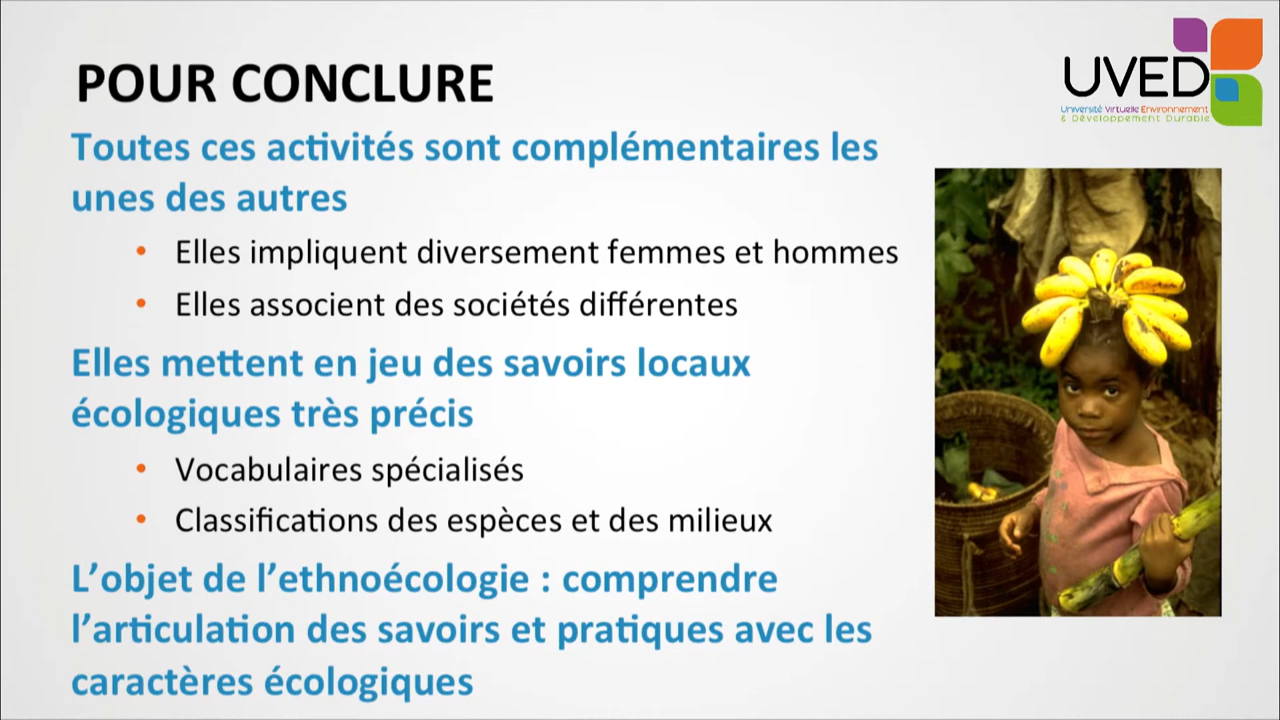 POUR CONCLURE
UVED
Université Virtuelle Environnement
& Développement Durable
Toutes ces activités sont complémentaires les
unes des autres
• Elles impliquent diversement femmes et hommes
• Elles associent des sociétés différentes
Elles mettent en jeu des savoirs locaux
écologiques très précis
• Vocabulaires spécialisés
• Classifications des espèces et des milieux
L’objet de l’ethnoécologie : comprendre
l’articulation des savoirs et pratiques avec les
caractères écologiques